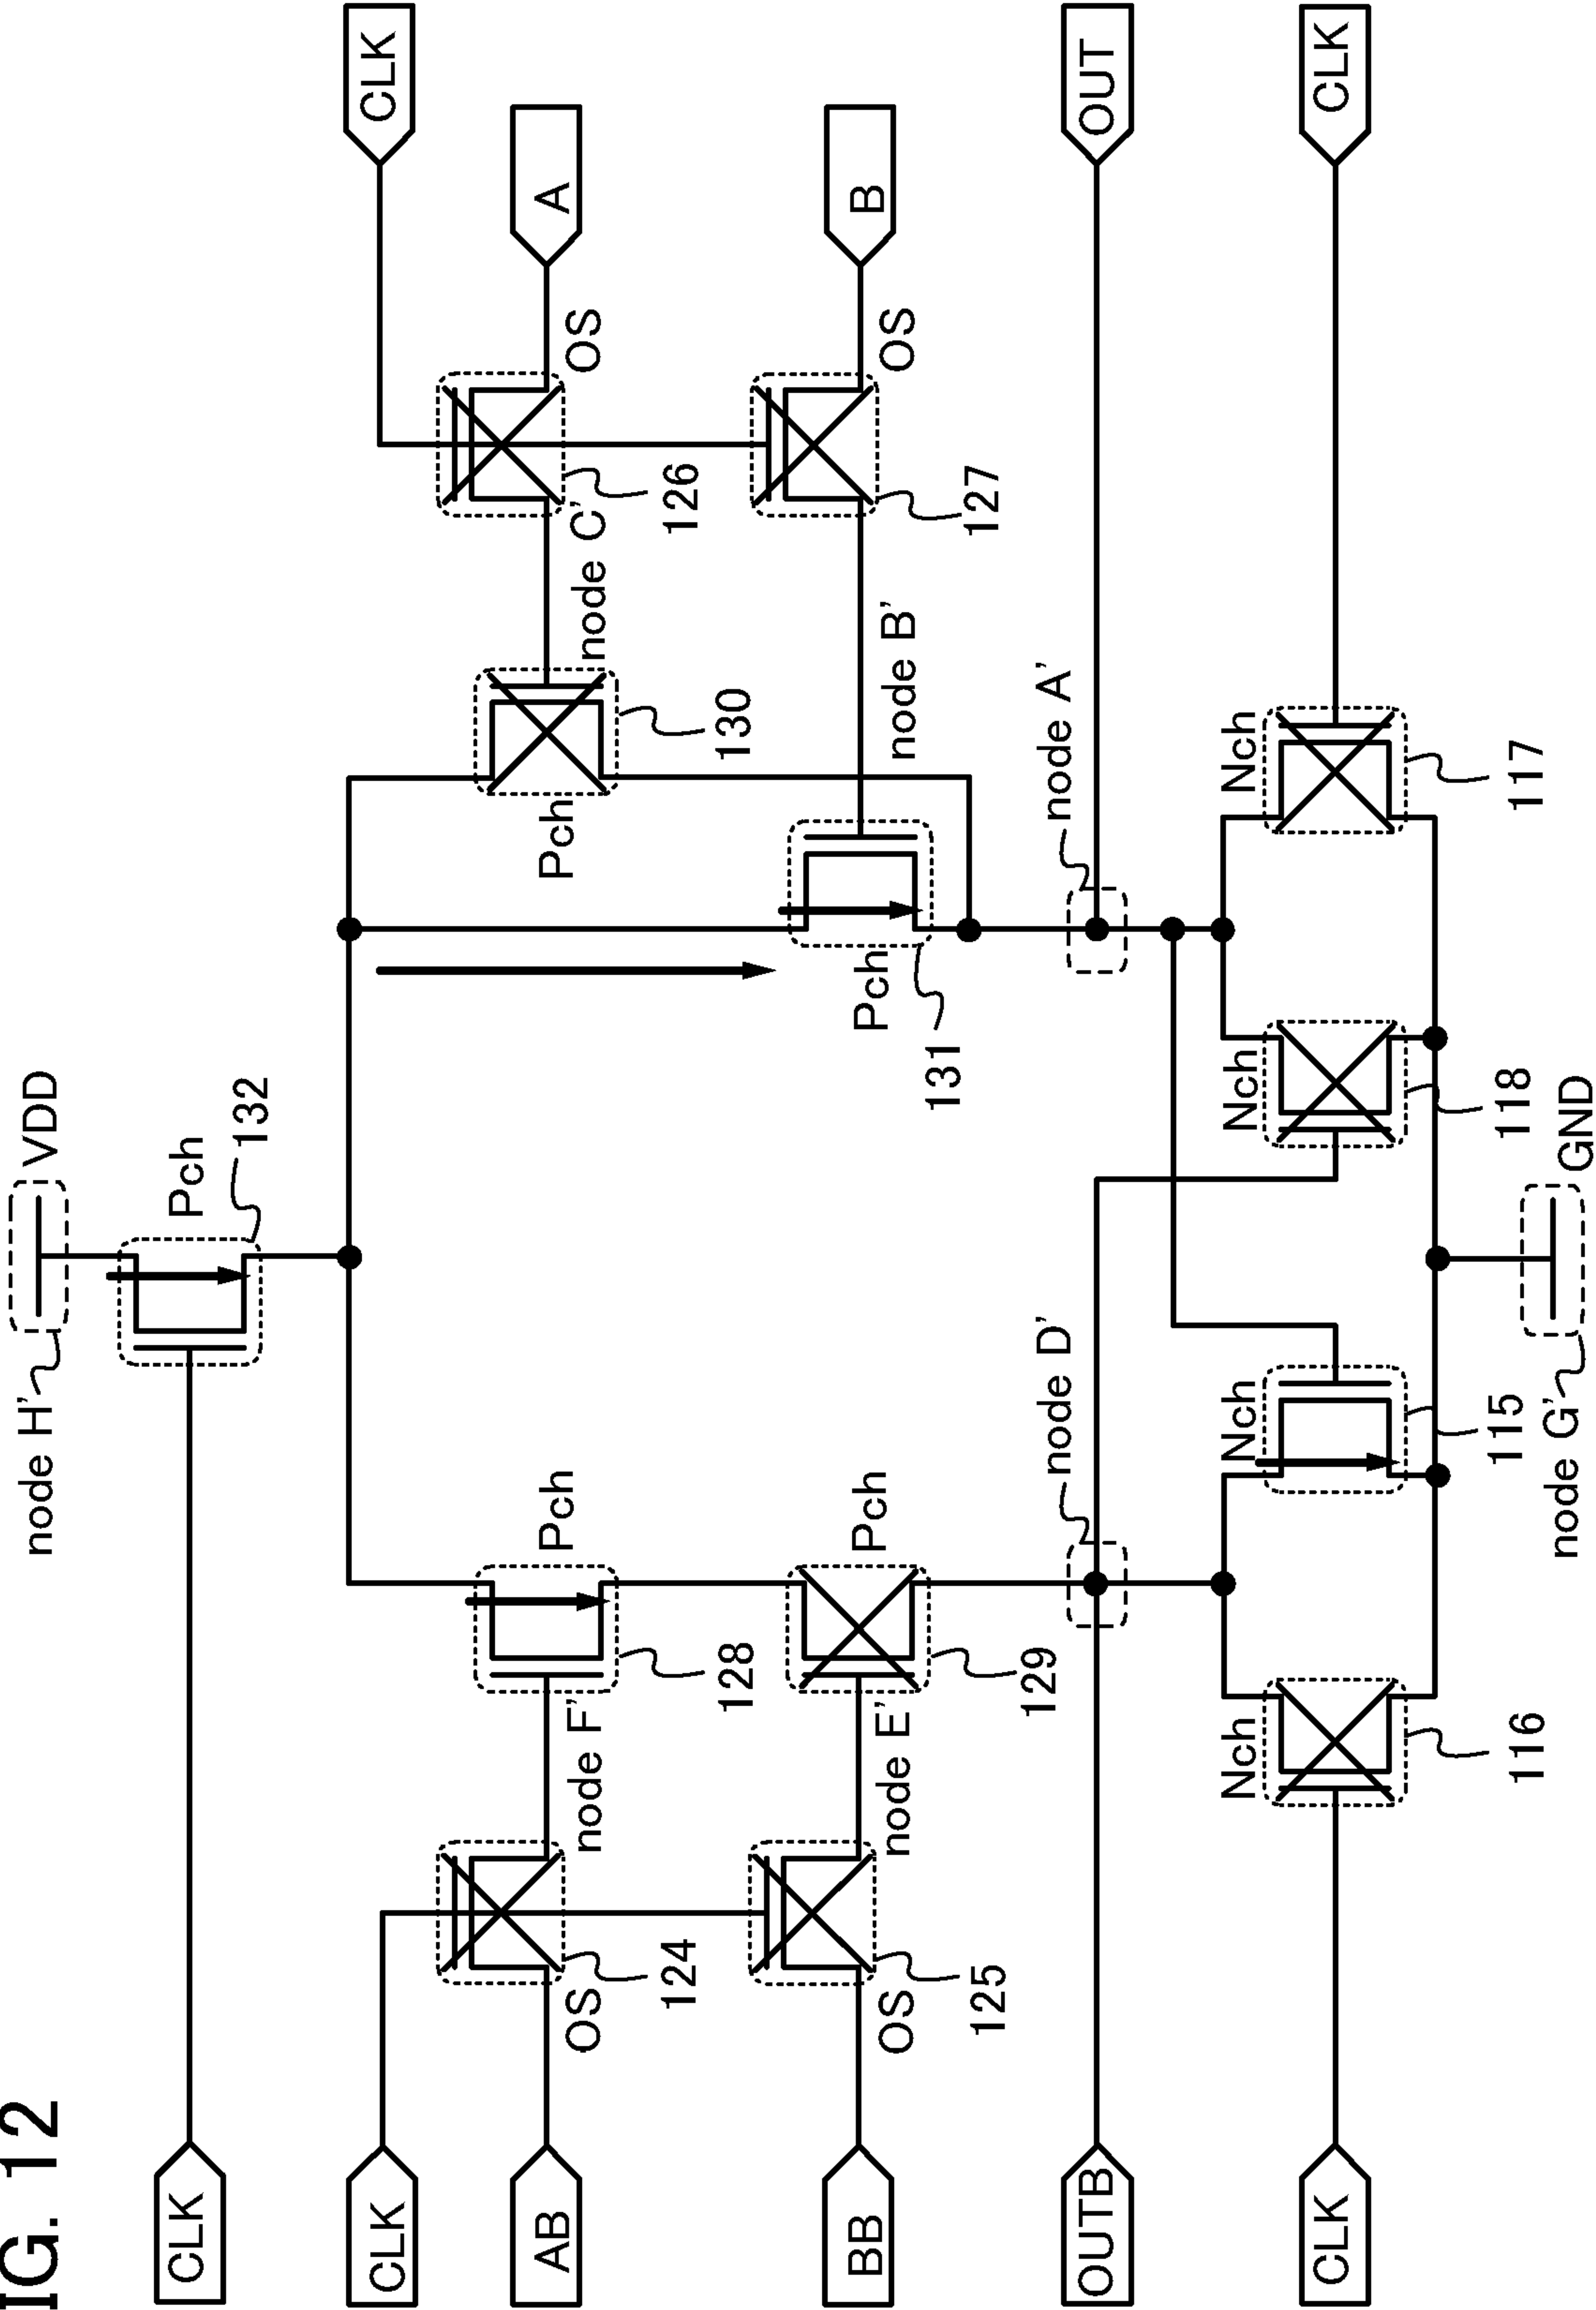 IG. 12
node H'
VDD
Pch
132
CLK
CLK
CLK
AB
OS
124
node F'
Pch
128
Pch
130
node C'
126
OS
A
BB
OS
125
node E'
Pch
129
Pch
131
node B'
127
OS
B
OUTB
node D'
node A'
OUT
CLK
Nch
116
Nch
115
Nch
118
Nch
117
CLK
node G'
GND